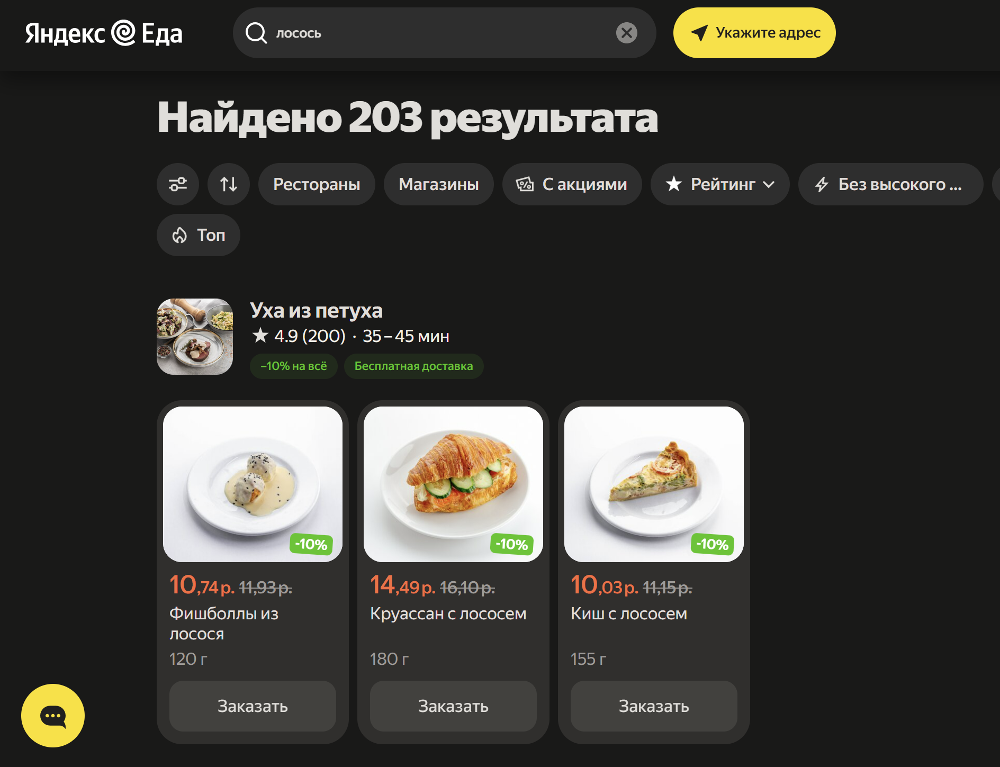 Яндекс Еда
лосось
Укажите адрес
Найдено 203 результата
Рестораны
Магазины
С акциями
Рейтинг
Без высокого ...
Топ
Уха из петуха
4.9 (200) · 35–45 мин
−10% на всё
Бесплатная доставка
-10%
-10%
-10%
10,74 р. 11,93 р.
Фишболлы из
лосося
120 г
Заказать
14,49 р. 16,10 р.
Круассан с лососем
180 г
Заказать
10,03 р. 11,15 р.
Киш с лососем
155 г
Заказать